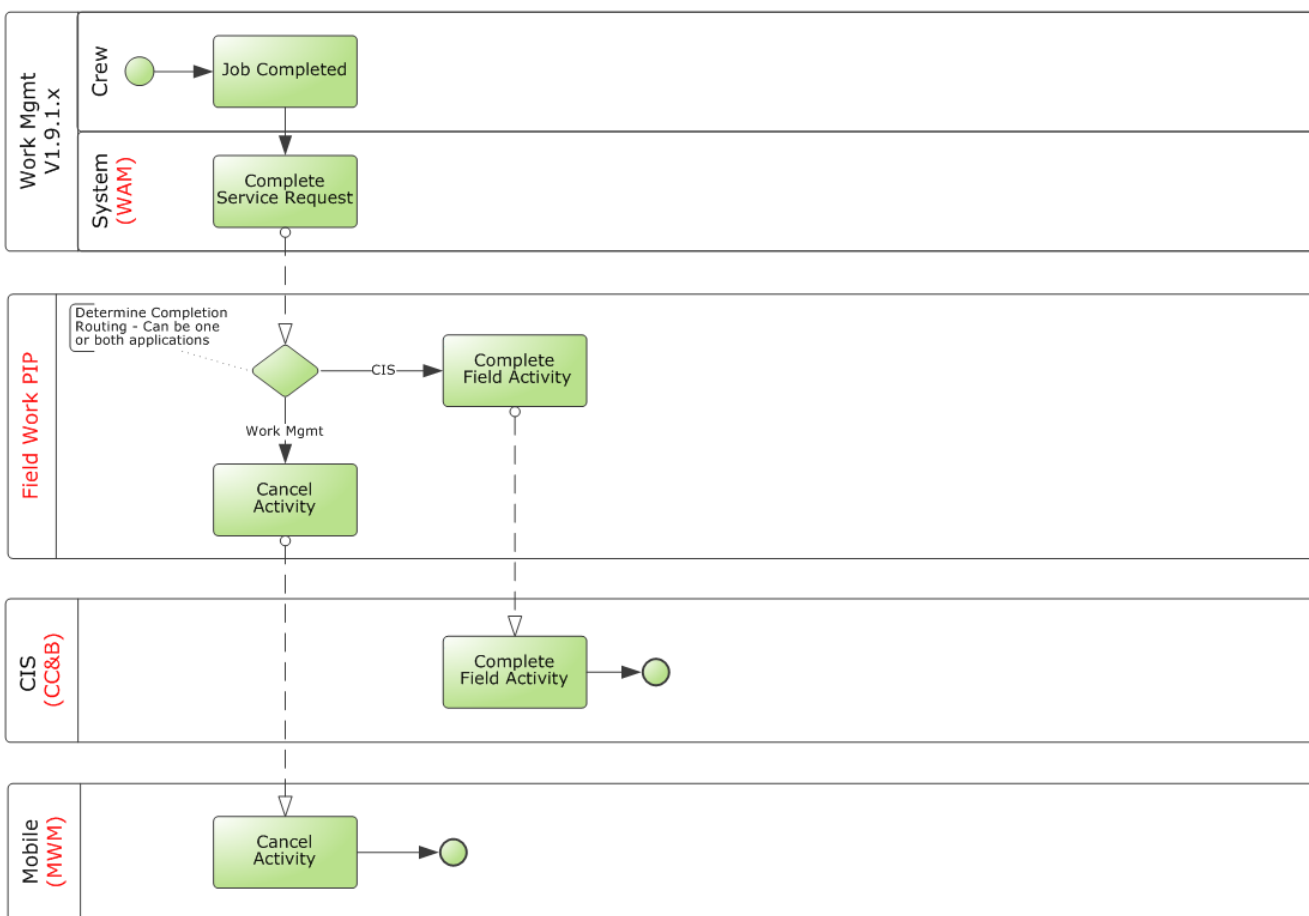 Work Mgmt
V1.9.1.x
Crew
Job Completed
System
(WAM)
Complete
Service Request
Field Work PIP
Determine Completion
Routing - Can be one
or both applications
CIS
Complete
Field Activity
Work Mgmt
Cancel
Activity
CIS
(CC&B)
Complete
Field Activity
Mobile
(MWM)
Cancel
Activity